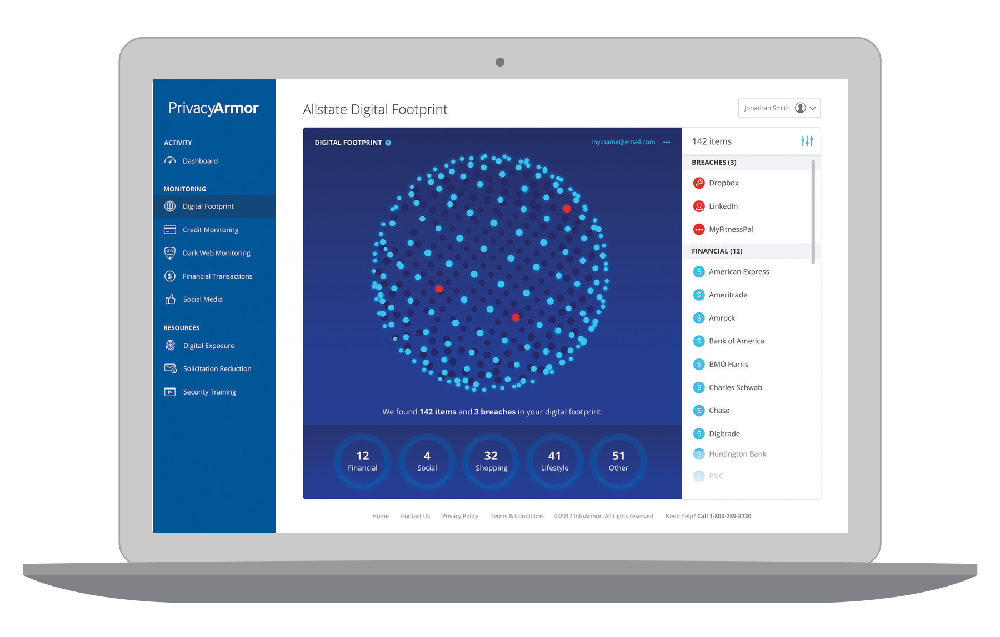 PrivacyArmor
ACTIVITY
Dashboard
MONITORING
Digital Footprint
Credit Monitoring
Dark Web Monitoring
Financial Transactions
Social Media
RESOURCES
Digital Exposure
Solicitation Reduction
Security Training
Allstate Digital Footprint
Jonathan Smith
DIGITAL FOOTPRINT ?
my.name@email.com ...
We found 142 items and 3 breaches in your digital footprint
12
Financial
4
Social
32
Shopping
41
Lifestyle
51
Other
142 items
BREACHES (3)
Dropbox
LinkedIn
MyFitnessPal
FINANCIAL (12)
$ American Express
$ Ameritrade
$ Amrock
$ Bank of America
$ BMO Harris
$ Charles Schwab
$ Chase
$ Digitrade
$ Huntington Bank
$ PNC
Home Contact Us Privacy Policy Terms & Conditions ©2017 InfoArmor. All rights reserved. Need help? Call 1-800-789-2720